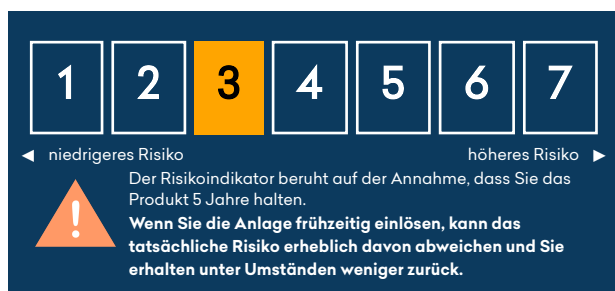 1 2 3 4 5 6 7
◄ niedrigeres Risiko höheres Risiko ►
Der Risikoindikator beruht auf der Annahme, dass Sie das
Produkt 5 Jahre halten.
Wenn Sie die Anlage frühzeitig einlösen, kann das
tatsächliche Risiko erheblich davon abweichen und Sie
erhalten unter Umständen weniger zurück.